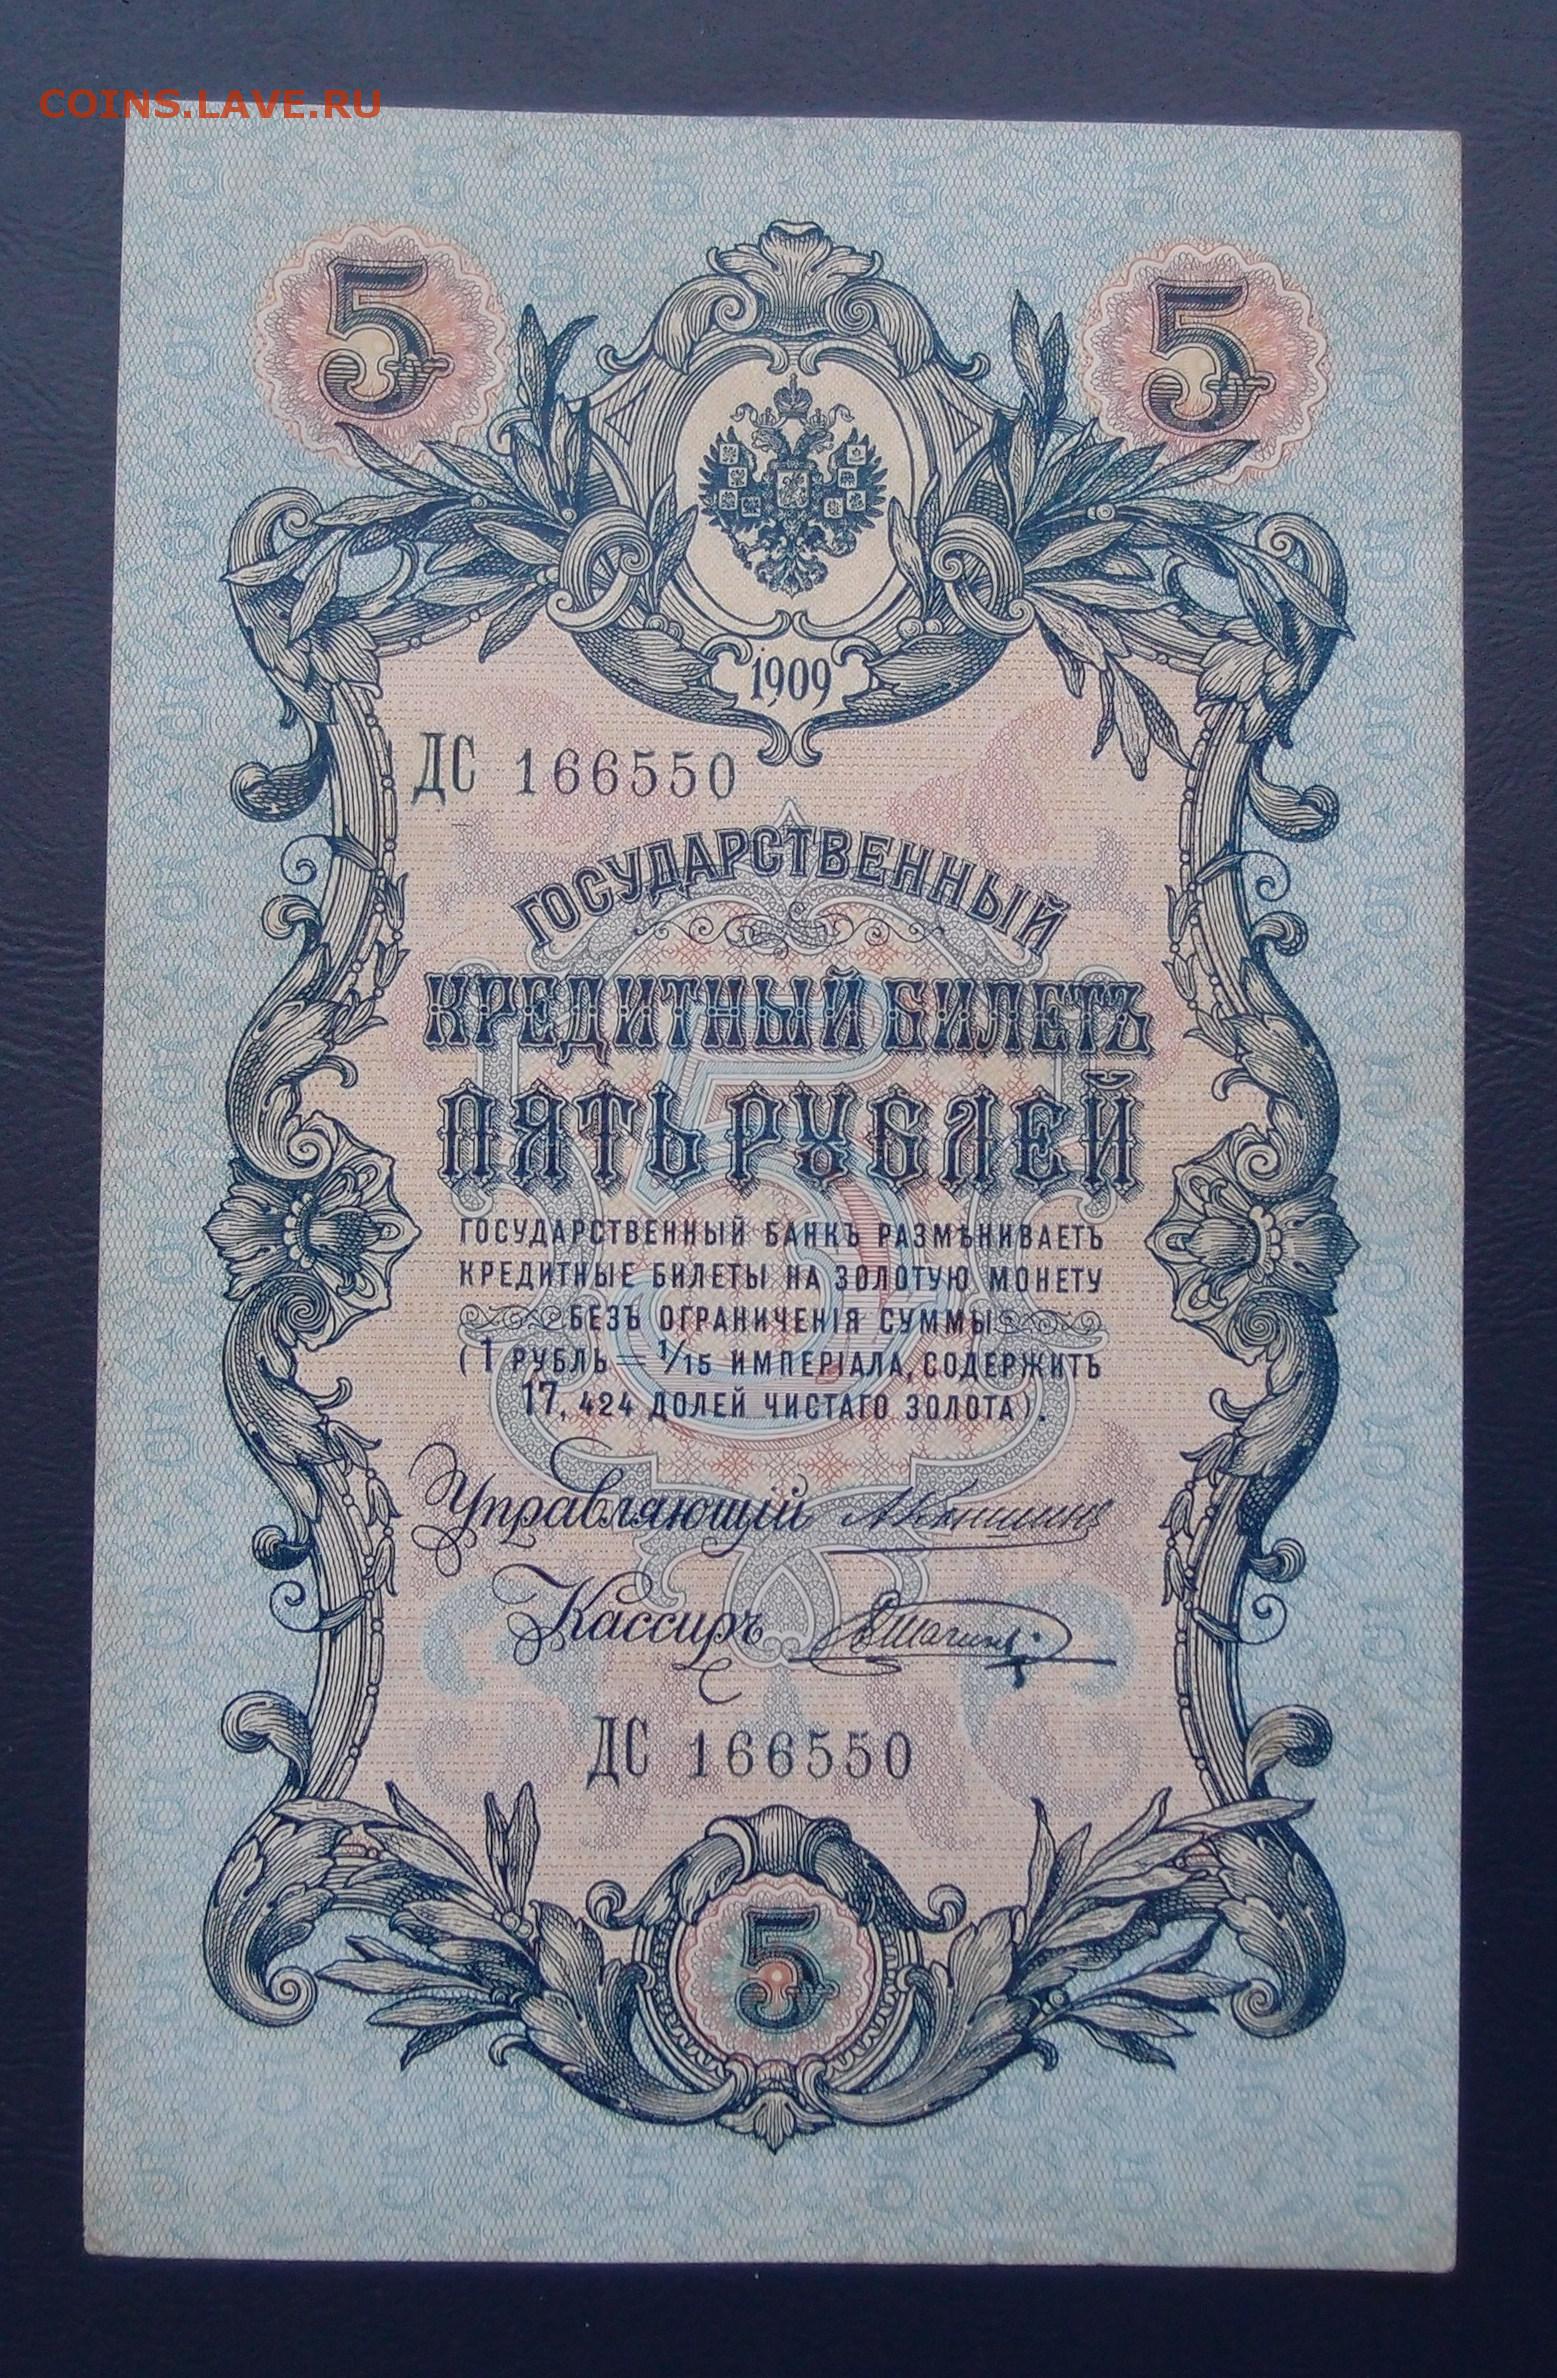 COINS.LAVE.RU
5 5
1909
ДС 166550
ГОСУДАРСТВЕННЫЙ
КРЕДИТНЫЙ БИЛЕТЪ
ПЯТЬ РУБЛЕЙ
ГОСУДАРСТВЕННЫЙ БАНКЪ РАЗМѢНИВАЕТЪ
КРЕДИТНЫЕ БИЛЕТЫ НА ЗОЛОТУЮ МОНЕТУ
БЕЗЪ ОГРАНИЧЕНІЯ СУММЫ
(1 РУБЛЬ = 1/15 ИМПЕРІАЛА, СОДЕРЖИТЪ
17, 424 ДОЛЕЙ ЧИСТАГО ЗОЛОТА).
Управляющій
Кассиръ
ДС 166550
5